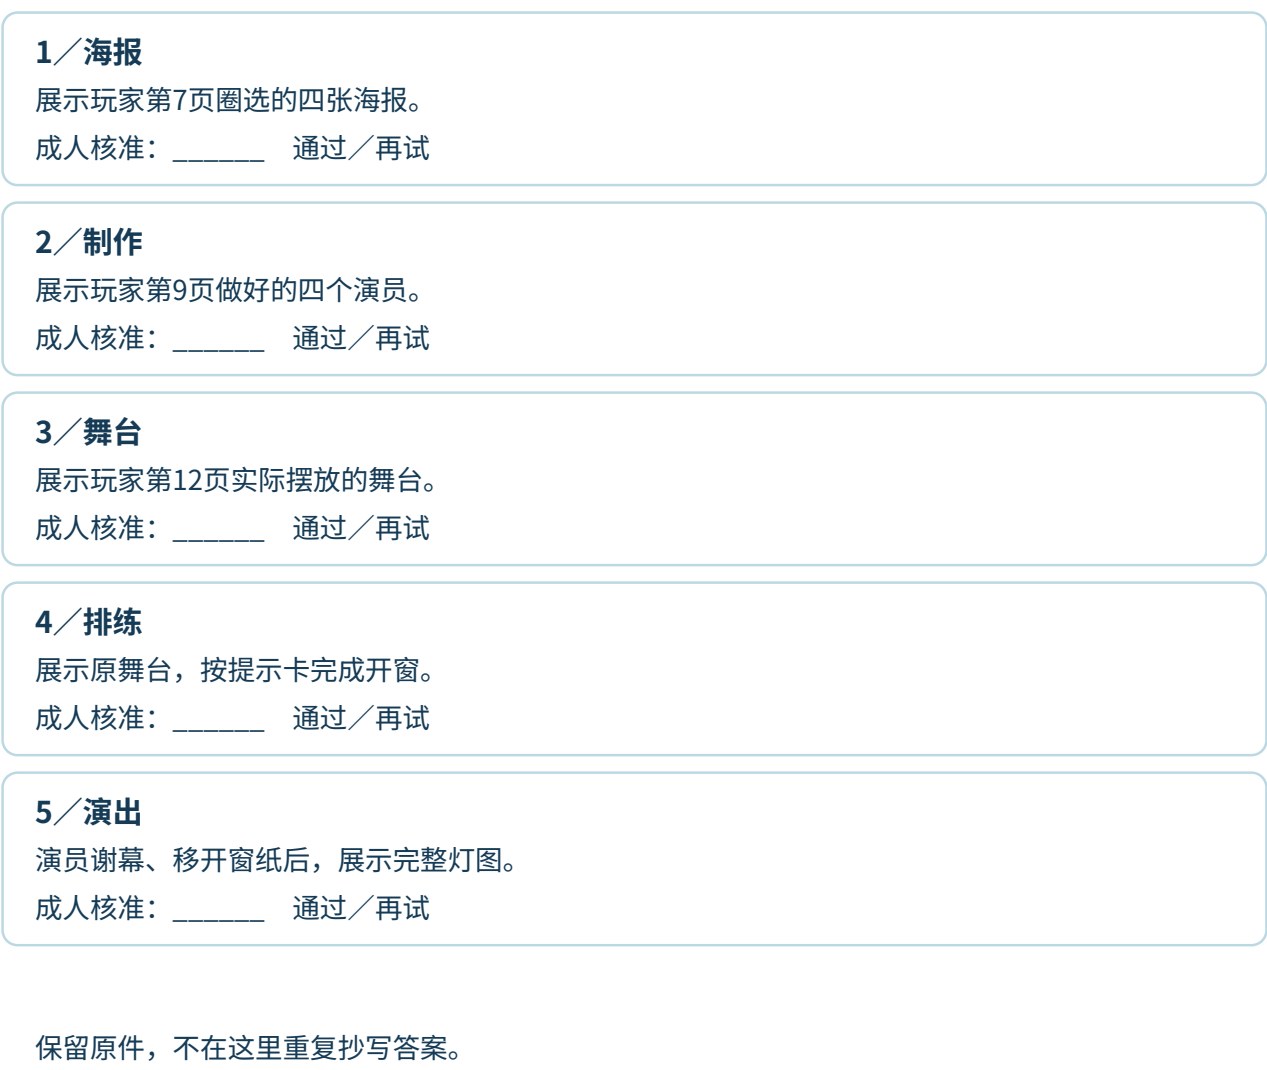 1／海报
展示玩家第7页圈选的四张海报。
成人核准：______　通过／再试
2／制作
展示玩家第9页做好的四个演员。
成人核准：______　通过／再试
3／舞台
展示玩家第12页实际摆放的舞台。
成人核准：______　通过／再试
4／排练
展示原舞台，按提示卡完成开窗。
成人核准：______　通过／再试
5／演出
演员谢幕、移开窗纸后，展示完整灯图。
成人核准：______　通过／再试
保留原件，不在这里重复抄写答案。